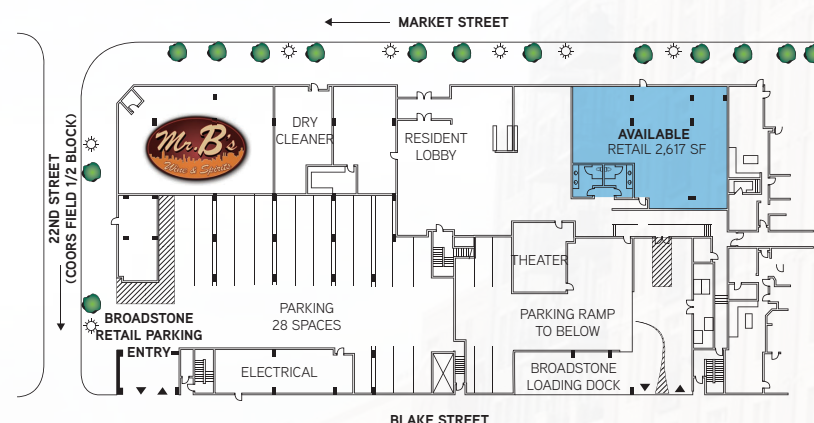 MARKET STREET
22ND STREET
(COORS FIELD 1/2 BLOCK)
Mr. B's
Wine & Spirits
DRY
CLEANER
RESIDENT
LOBBY
AVAILABLE
RETAIL 2,617 SF
THEATER
PARKING
28 SPACES
PARKING RAMP
TO BELOW
BROADSTONE
RETAIL PARKING
ENTRY
ELECTRICAL
BROADSTONE
LOADING DOCK
BLAKE STREET